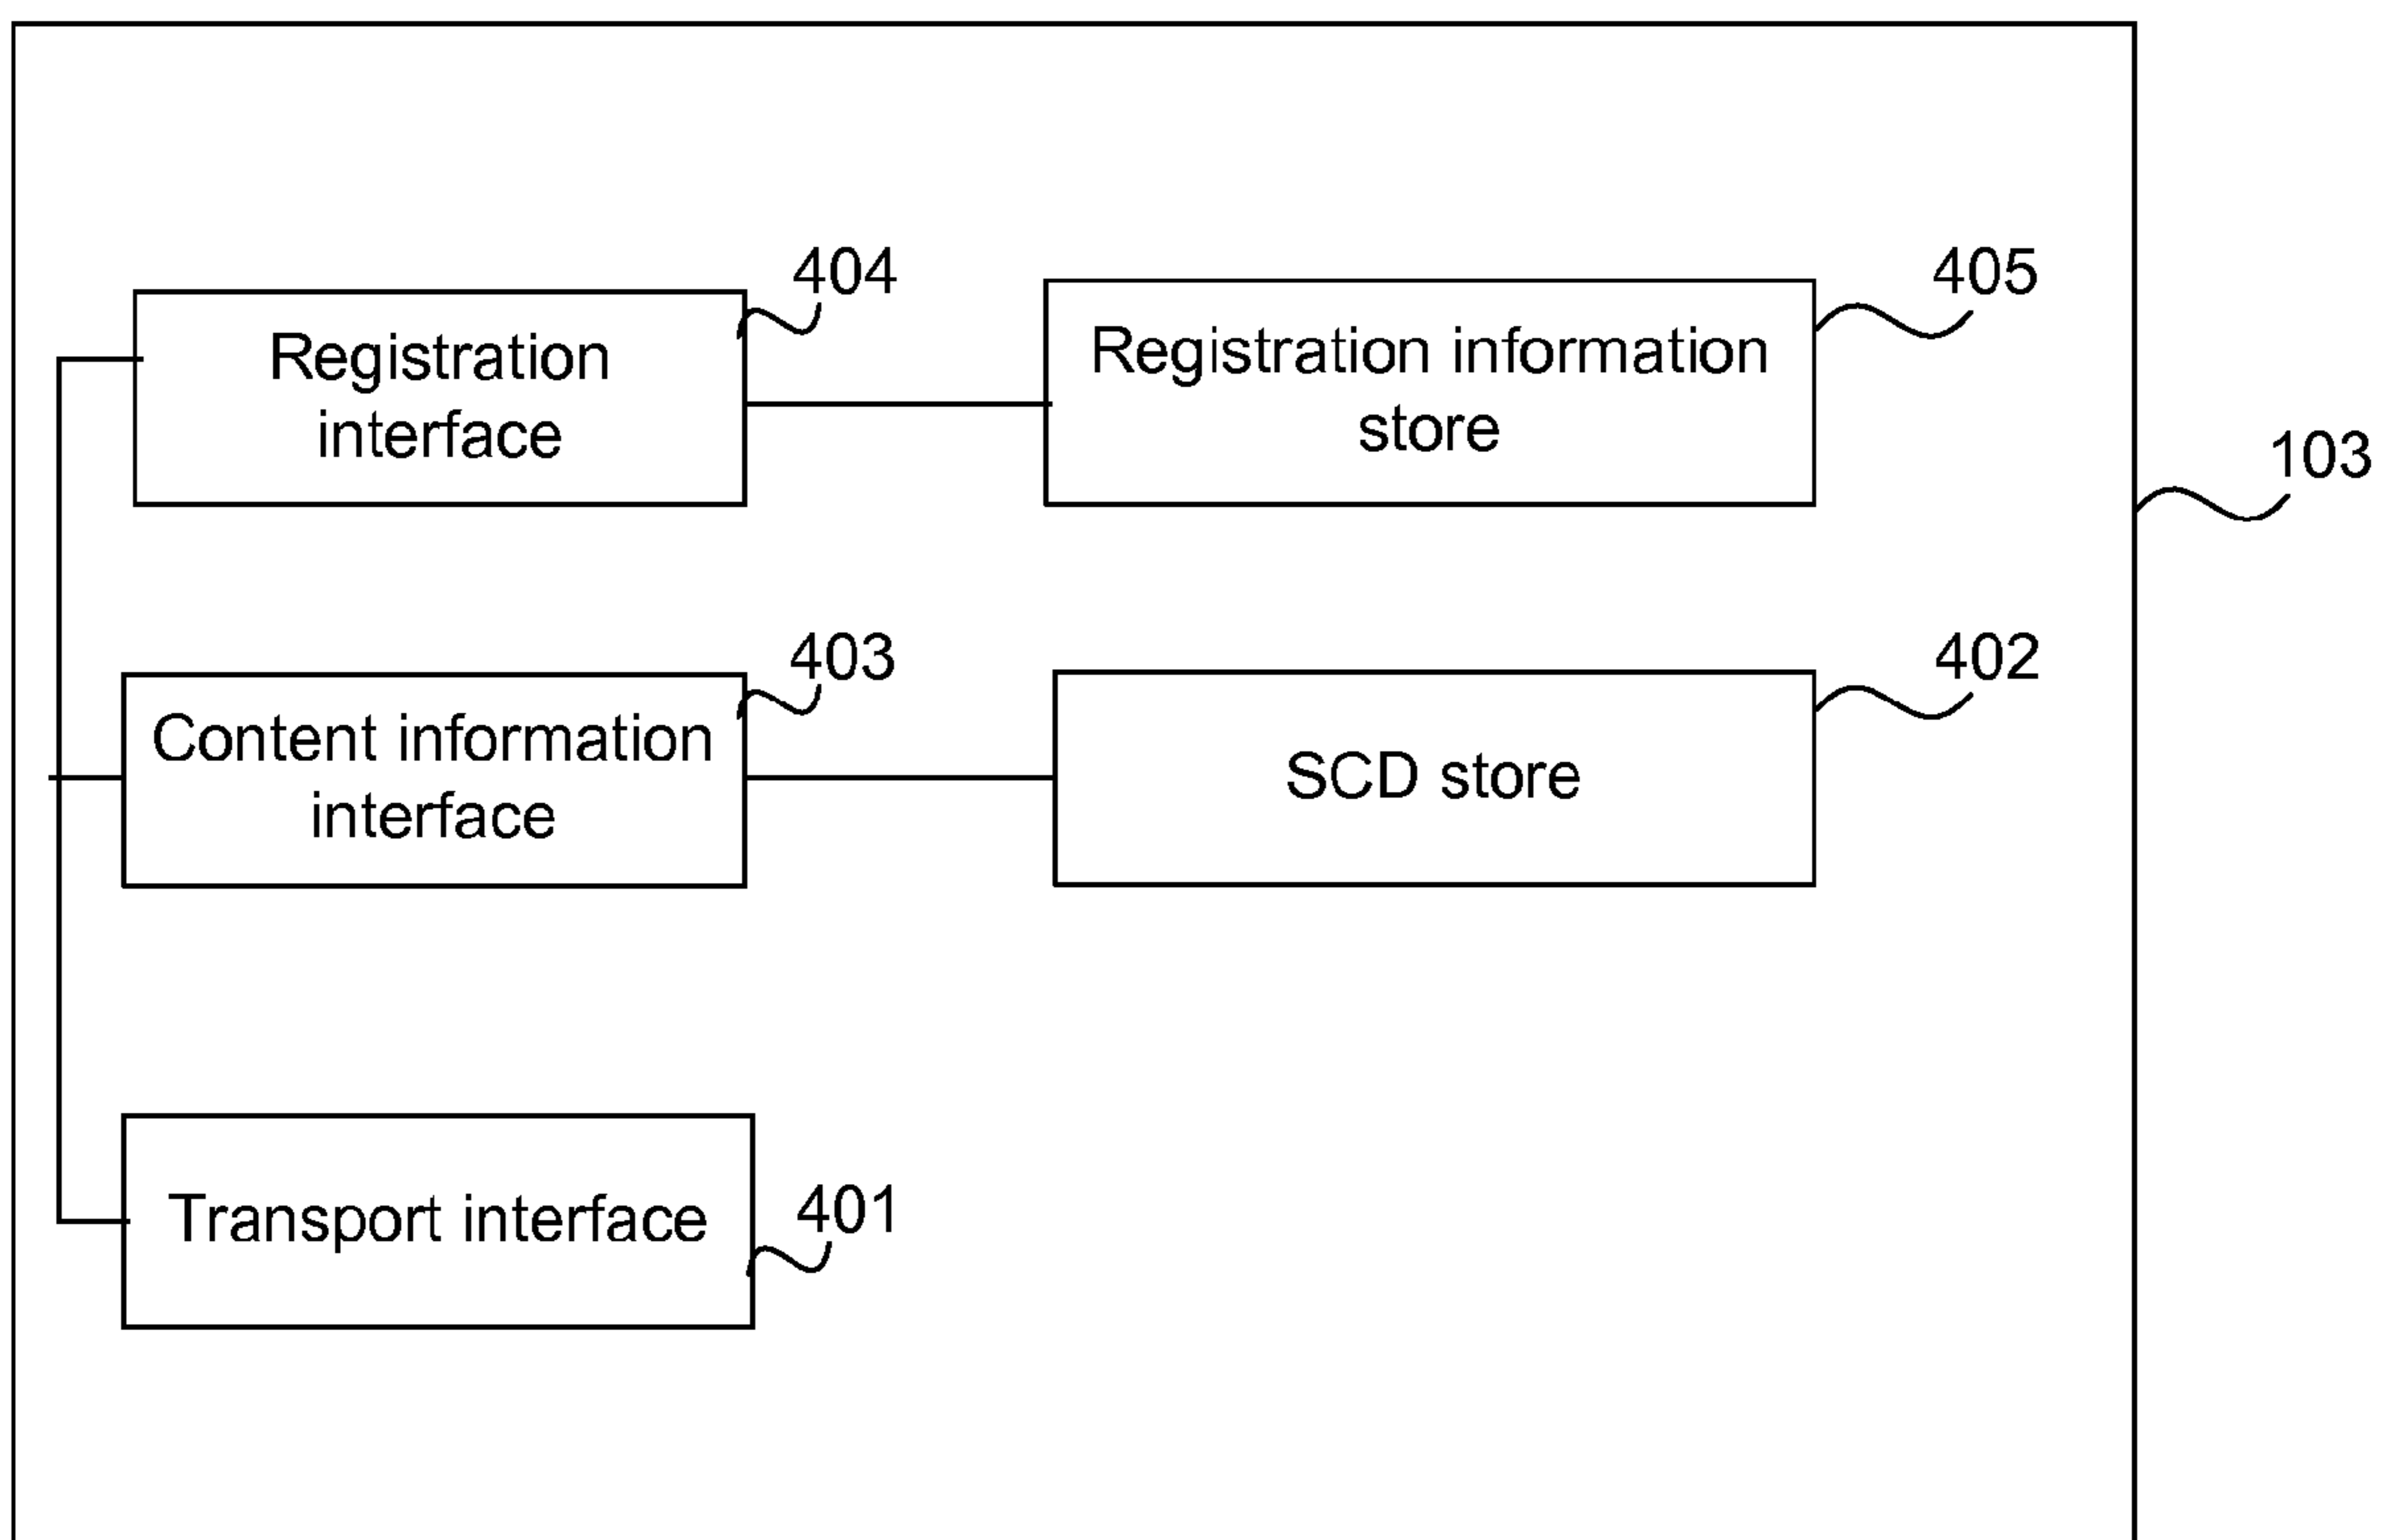 404
405
Registration
interface
Registration information
store
103
403
402
Content information
interface
SCD store
Transport interface
401